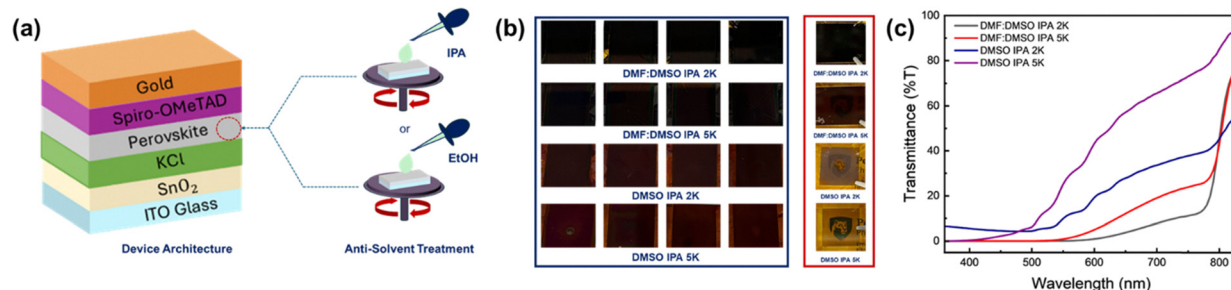 (a)
Gold
Spiro-OMeTAD
Perovskite
KCl
SnO₂
ITO Glass
Device Architecture
IPA
or
EtOH
Anti-Solvent Treatment
(b)
DMF:DMSO IPA 2K
DMF:DMSO IPA 5K
DMSO IPA 2K
DMSO IPA 5K
DMF:DMSO IPA 2K
DMF:DMSO IPA 5K
DMSO IPA 2K
DMSO IPA 5K
(c)
DMF:DMSO IPA 2K
DMF:DMSO IPA 5K
DMSO IPA 2K
DMSO IPA 5K
Transmittance (%T)
100
80
60
40
20
0
400
500
600
700
800
Wavelength (nm)